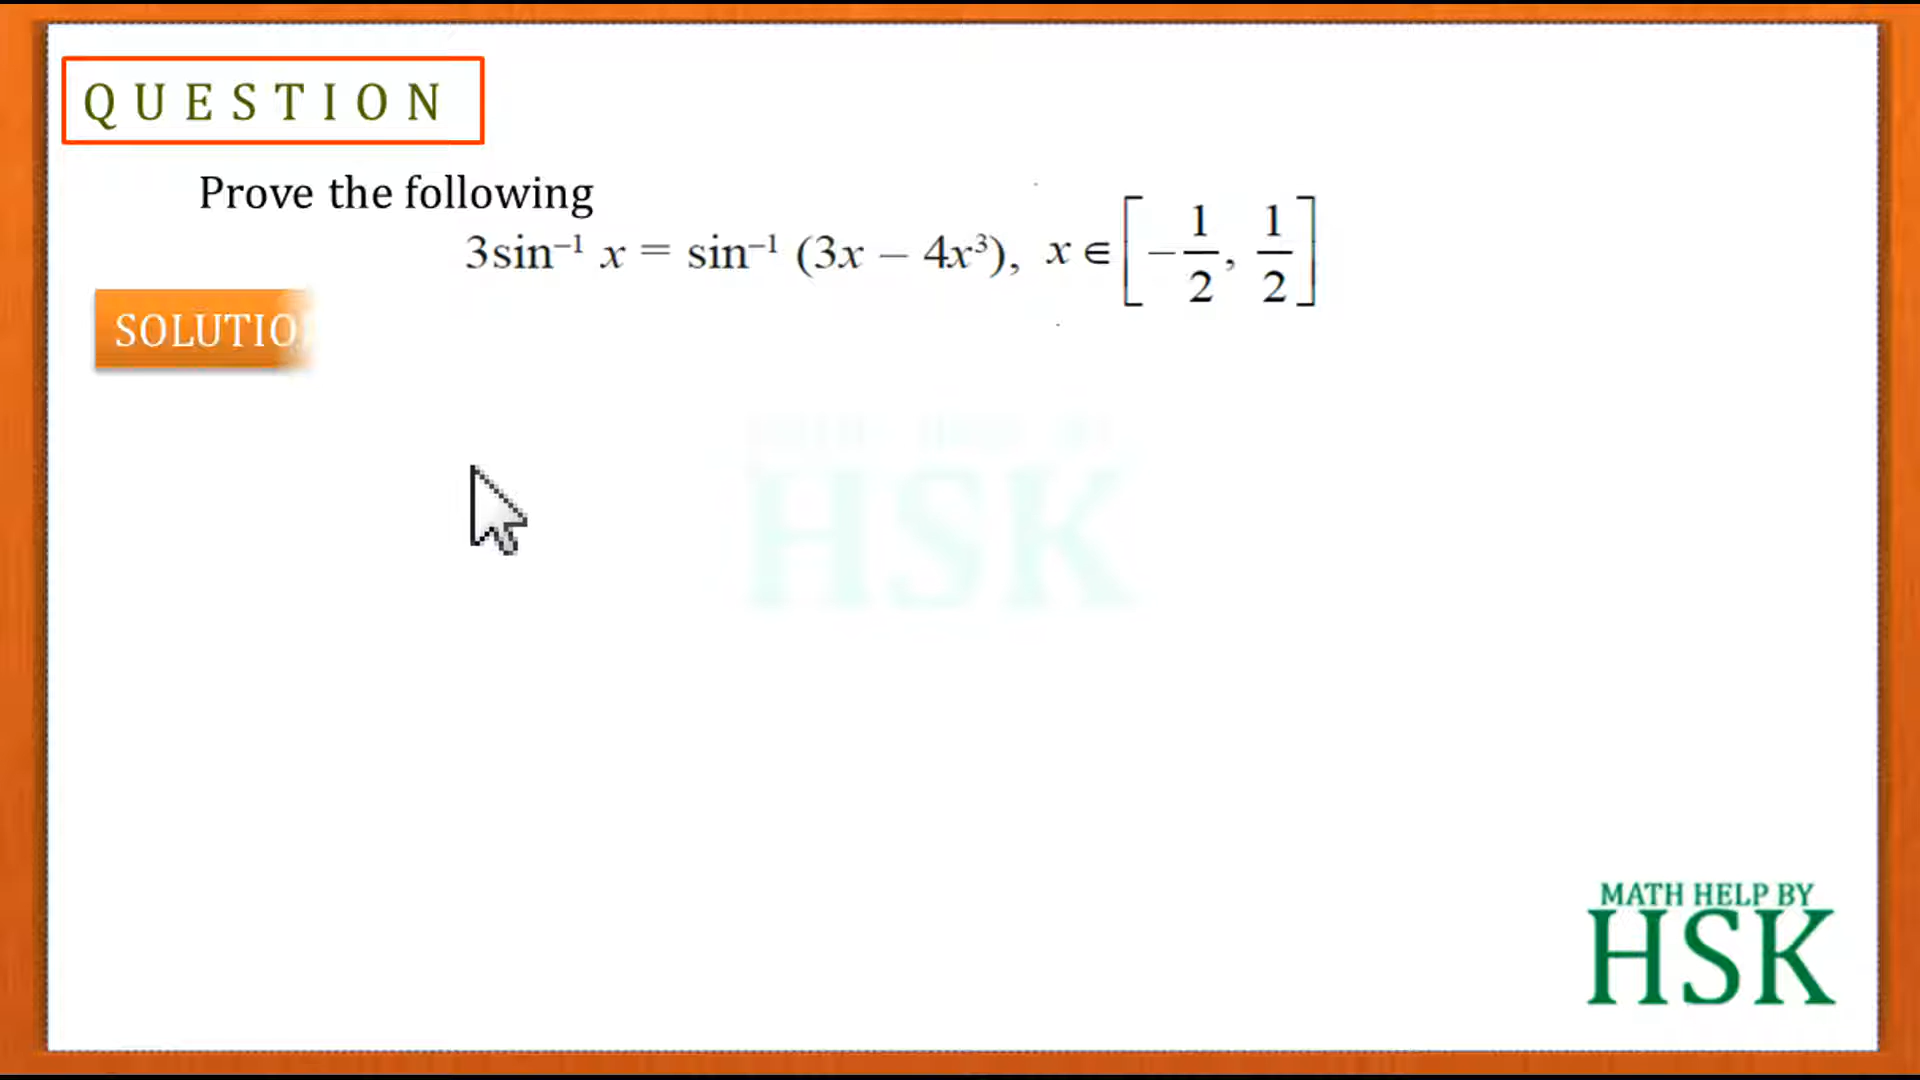 QUESTION
Prove the following
3sin⁻¹ x = sin⁻¹ (3x – 4x³), x ∈ [–1/2, 1/2]
SOLUTIO
HSK
MATH HELP BY
HSK